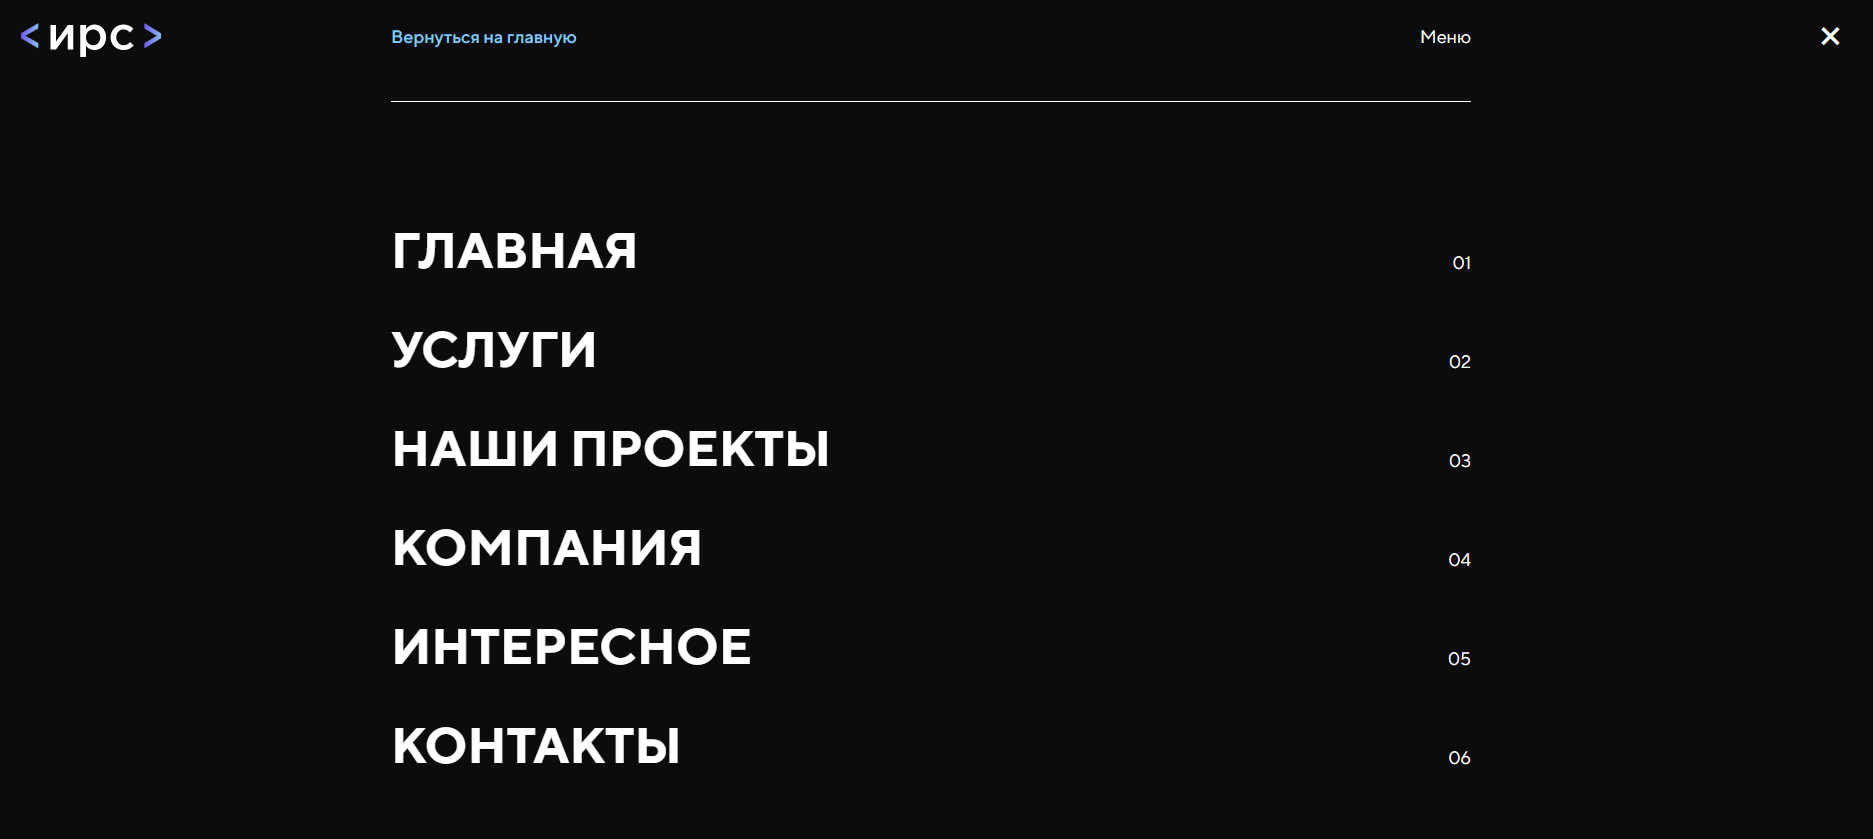 <ирс>
Вернуться на главную
Меню
ГЛАВНАЯ
01
УСЛУГИ
02
НАШИ ПРОЕКТЫ
03
КОМПАНИЯ
04
ИНТЕРЕСНОЕ
05
КОНТАКТЫ
06